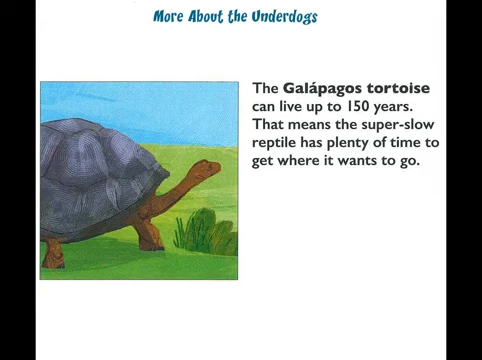 More About the Underdogs
The Galápagos tortoise
can live up to 150 years.
That means the super-slow
reptile has plenty of time to
get where it wants to go.